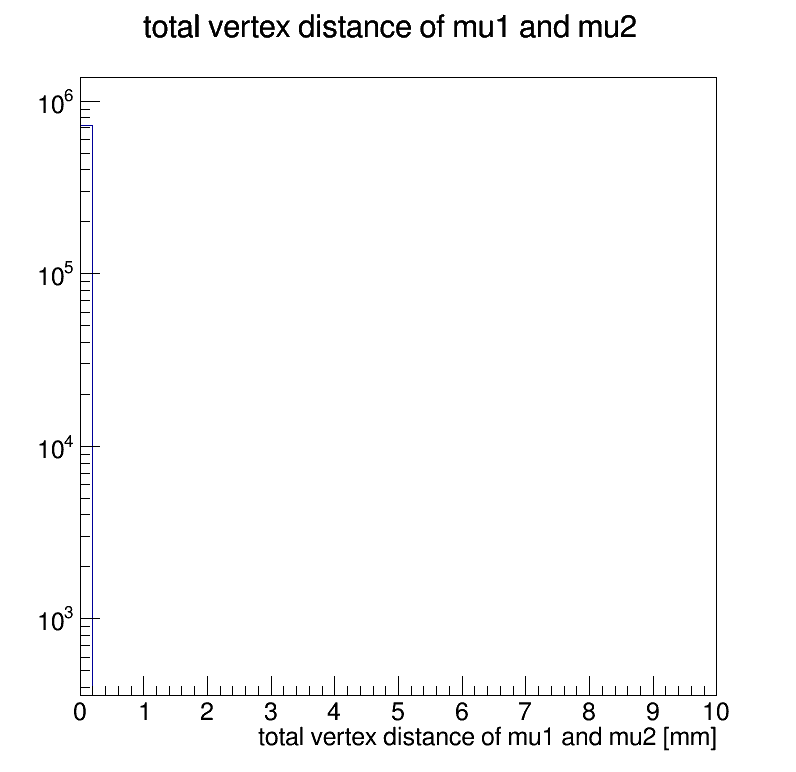 total vertex distance of mu1 and mu2
10^6
10^5
10^4
10^3
0 1 2 3 4 5 6 7 8 9 10
total vertex distance of mu1 and mu2 [mm]